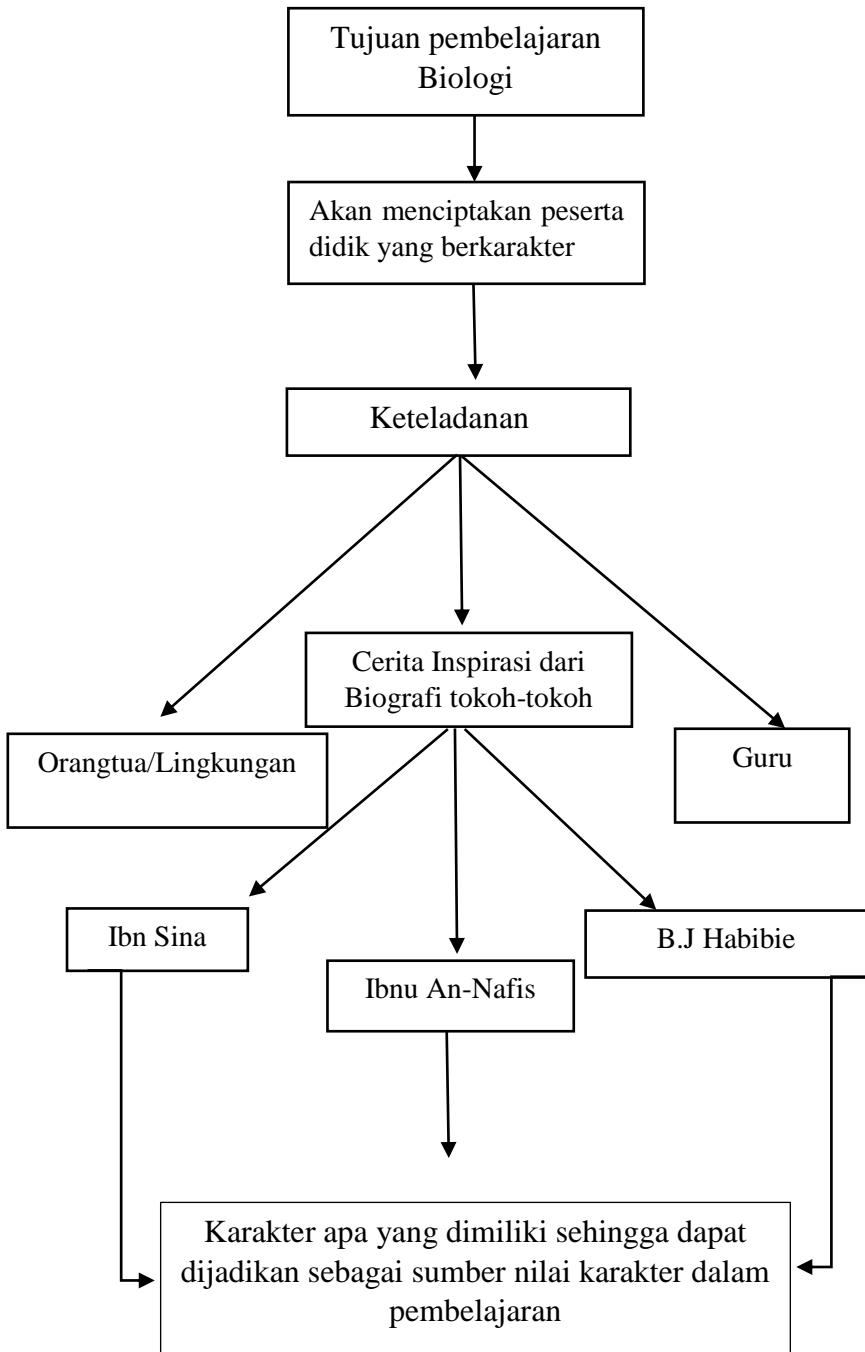 Tujuan pembelajaran
Biologi
Akan menciptakan peserta
didik yang berkarakter
Keteladanan
Cerita Inspirasi dari
Biografi tokoh-tokoh
Orangtua/Lingkungan
Guru
Ibn Sina
B.J Habibie
Ibnu An-Nafis
Karakter apa yang dimiliki sehingga dapat
dijadikan sebagai sumber nilai karakter dalam
pembelajaran